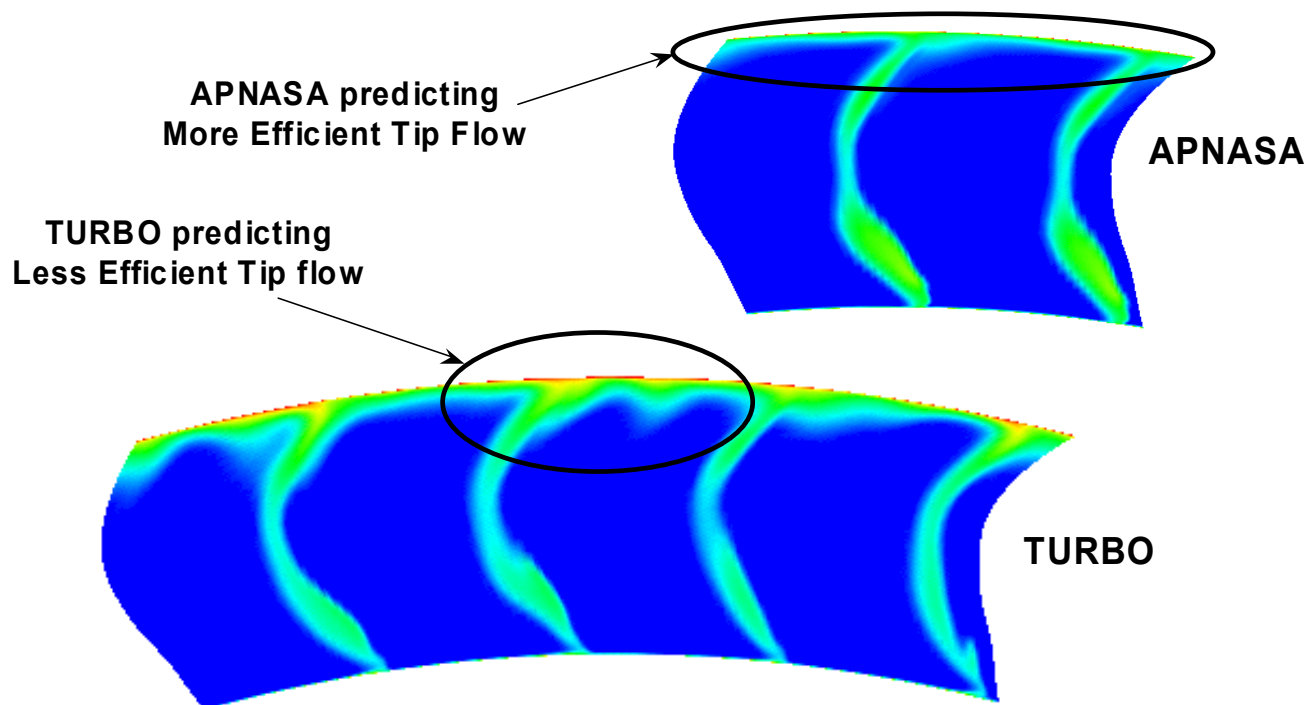 APNASA predicting
More Efficient Tip Flow
APNASA
TURBO predicting
Less Efficient Tip flow
TURBO